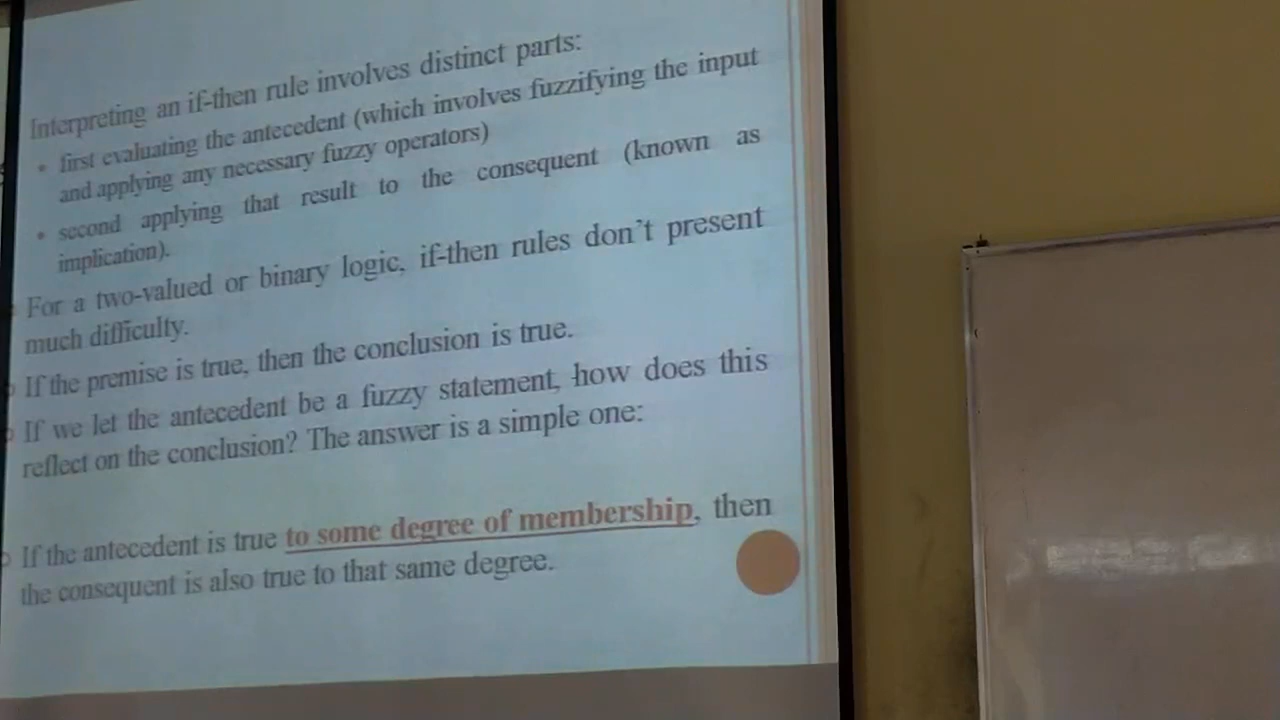 Interpreting an if-then rule involves distinct parts:
• first evaluating the antecedent (which involves fuzzifying the input
and applying any necessary fuzzy operators)
• second applying that result to the consequent (known as
implication).
For a two-valued or binary logic, if-then rules don't present
much difficulty.
If the premise is true, then the conclusion is true.
If we let the antecedent be a fuzzy statement, how does this
reflect on the conclusion? The answer is a simple one:
If the antecedent is true to some degree of membership, then
the consequent is also true to that same degree.